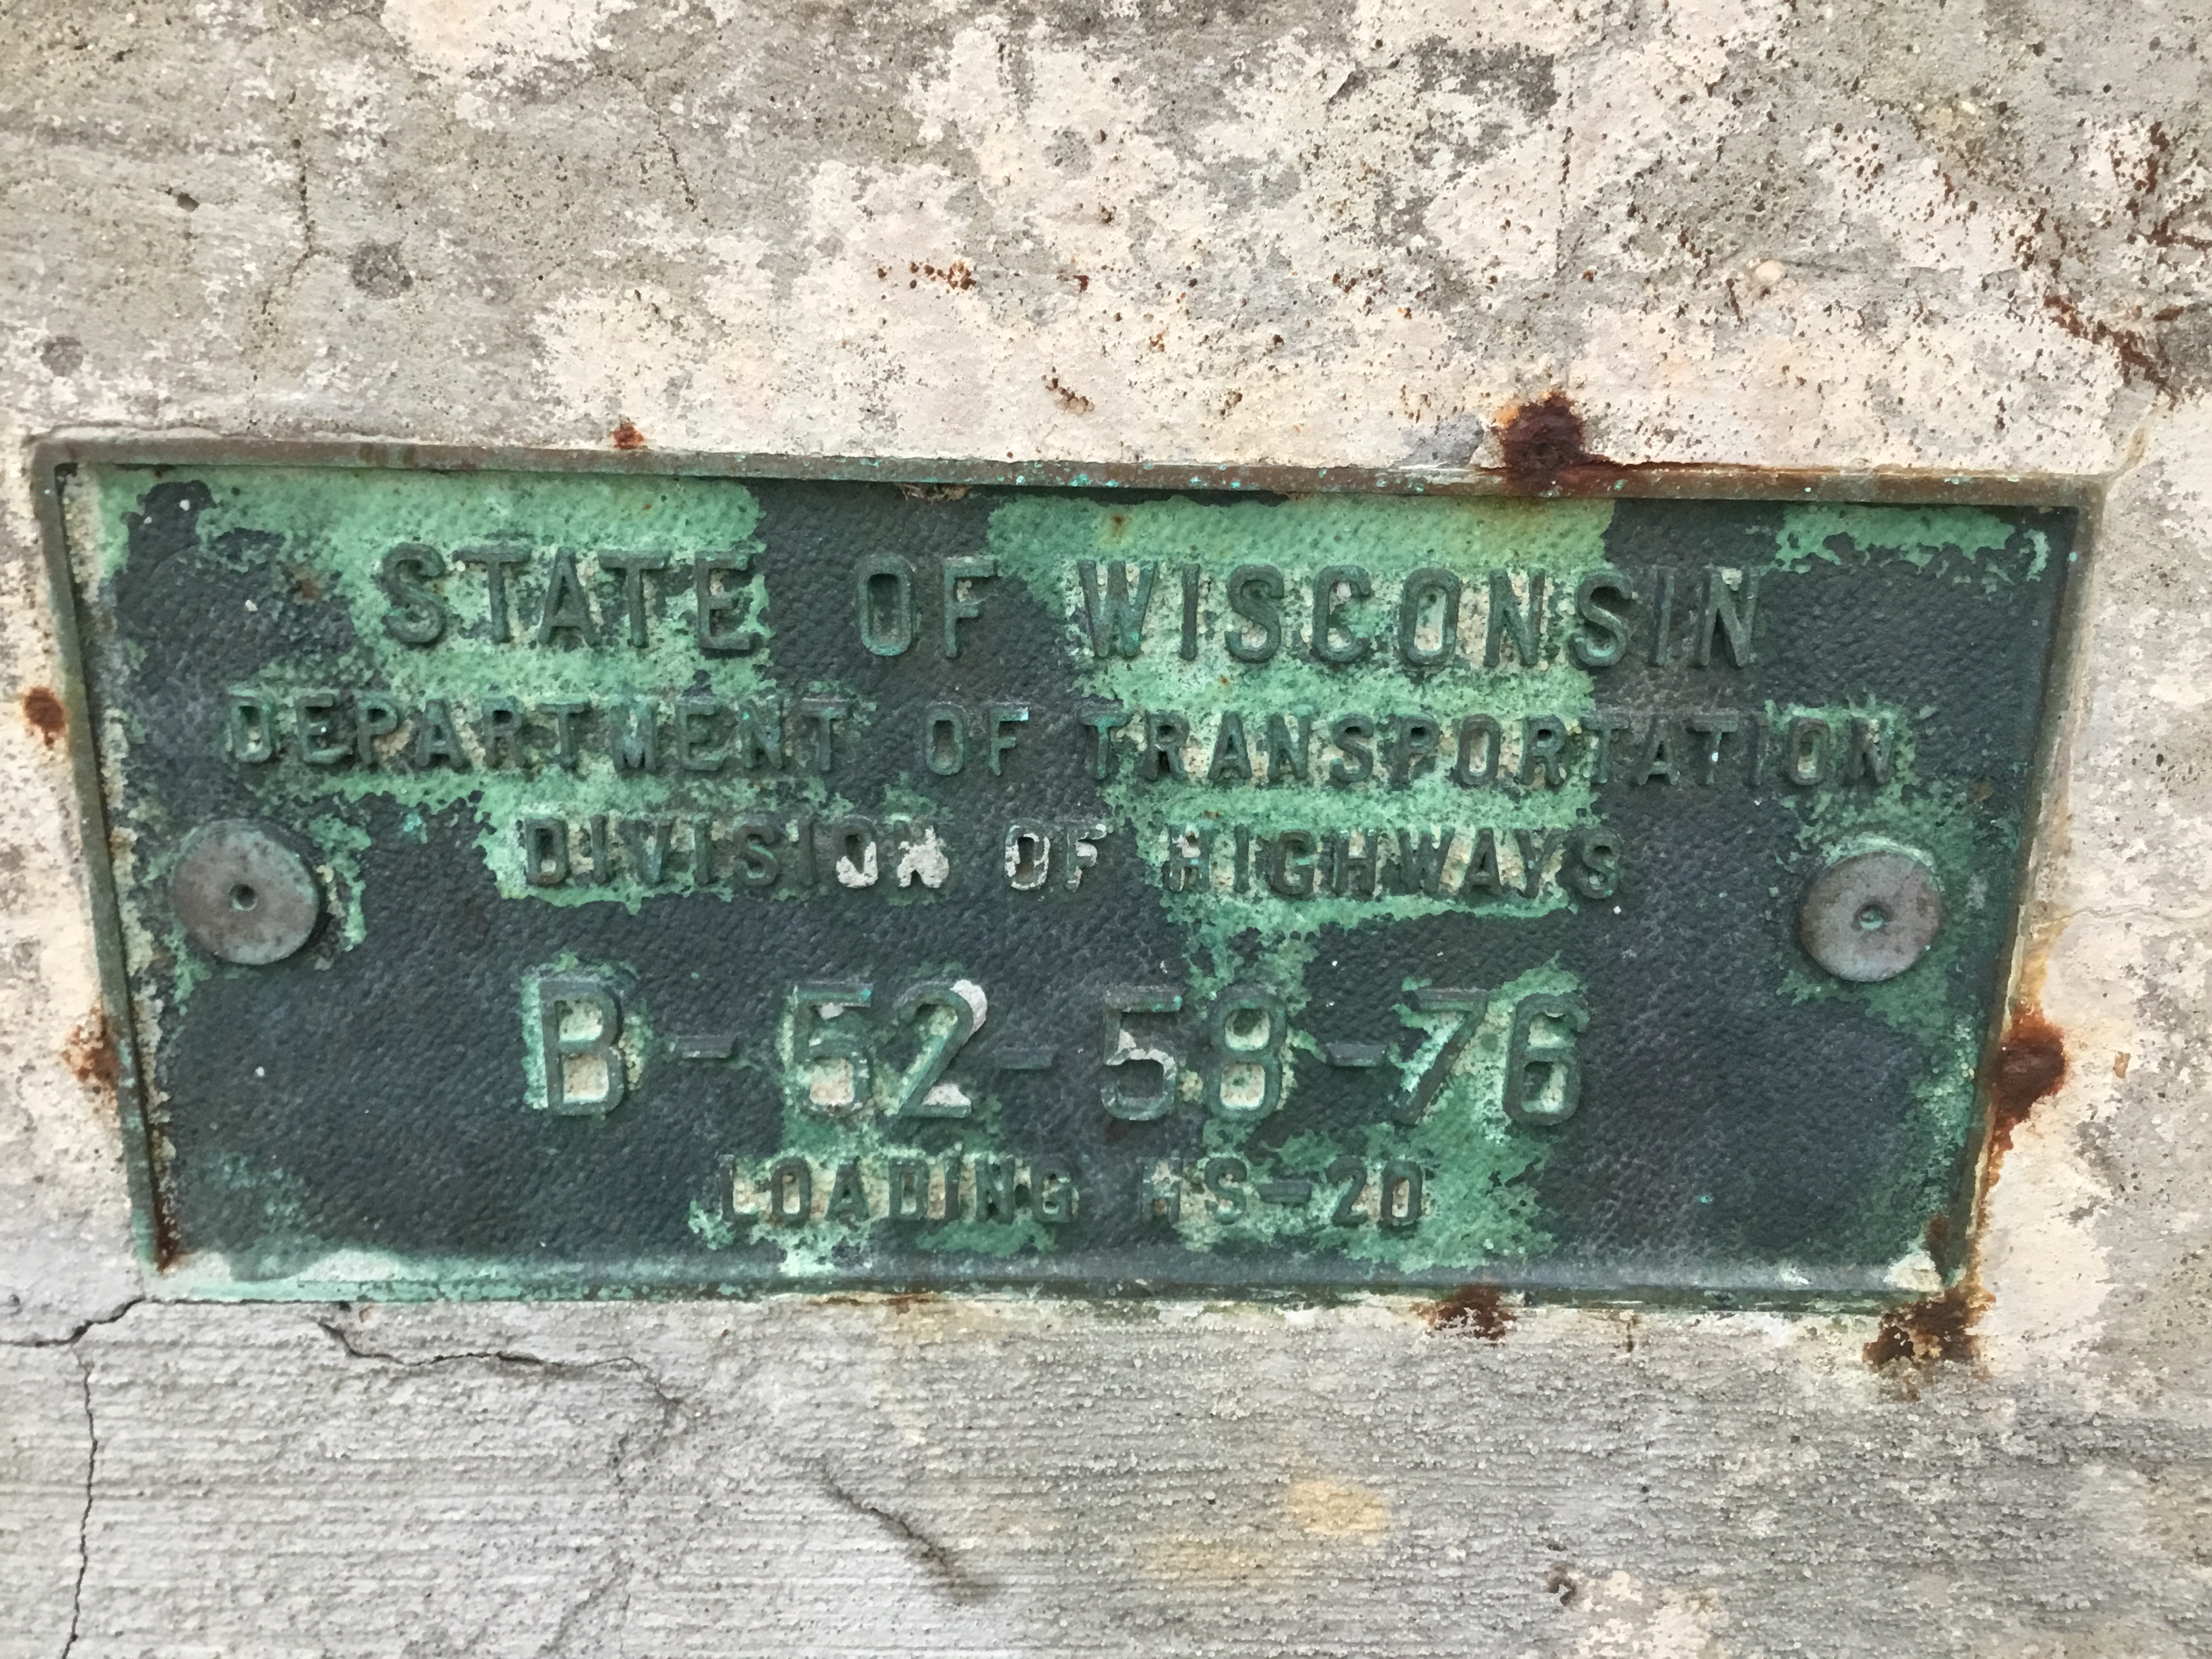 STATE OF WISCONSIN
DEPARTMENT OF TRANSPORTATION
DIVISION OF HIGHWAYS
B-52-58-76
LOADING HS-20